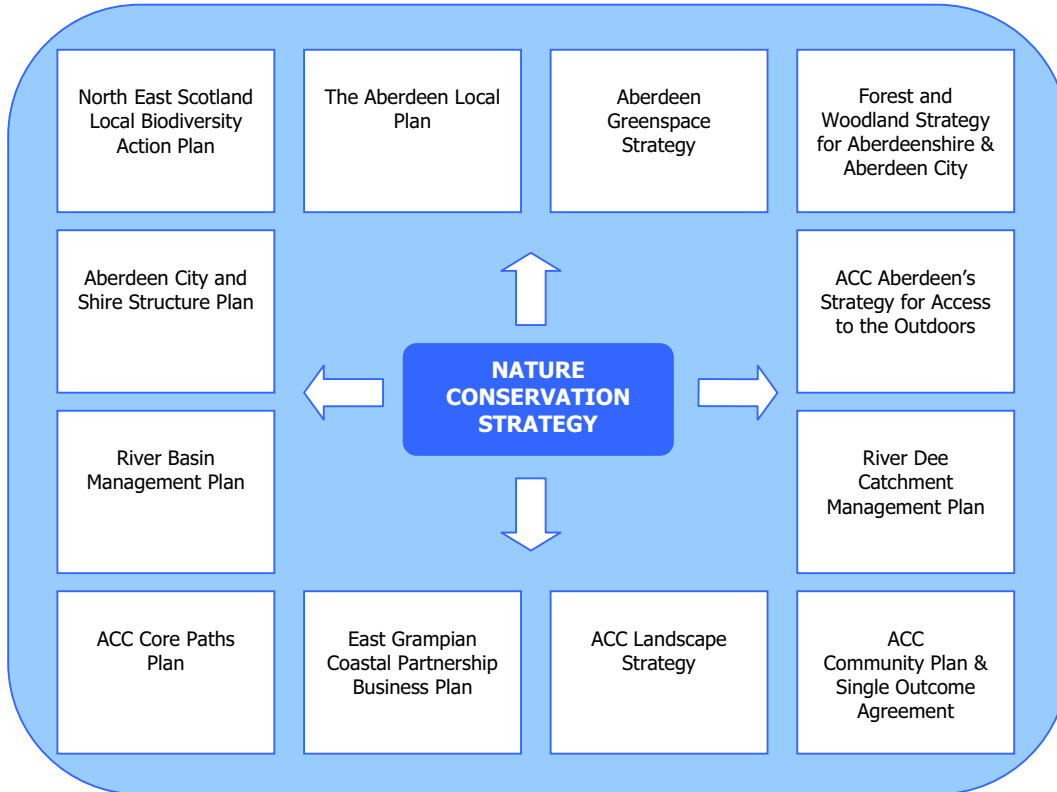 North East Scotland
Local Biodiversity
Action Plan
The Aberdeen Local
Plan
Aberdeen
Greenspace
Strategy
Forest and
Woodland Strategy
for Aberdeenshire &
Aberdeen City
Aberdeen City and
Shire Structure Plan
ACC Aberdeen's
Strategy for Access
to the Outdoors
NATURE
CONSERVATION
STRATEGY
River Basin
Management Plan
River Dee
Catchment
Management Plan
ACC Core Paths
Plan
East Grampian
Coastal Partnership
Business Plan
ACC Landscape
Strategy
ACC
Community Plan &
Single Outcome
Agreement